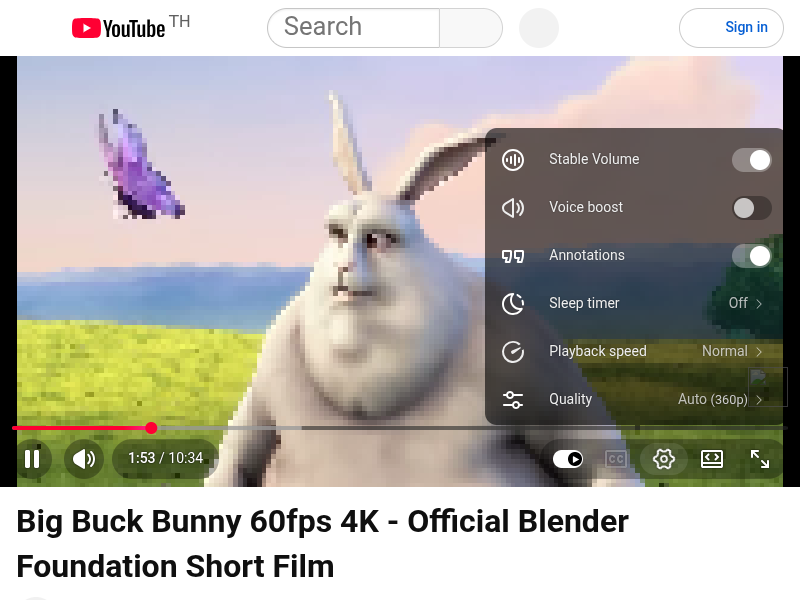 YouTube TH
Search
Sign in
Stable Volume
Voice boost
Annotations
Sleep timer Off
Playback speed Normal
Quality Auto (360p)
1:53 / 10:34
CC
Big Buck Bunny 60fps 4K - Official Blender
Foundation Short Film